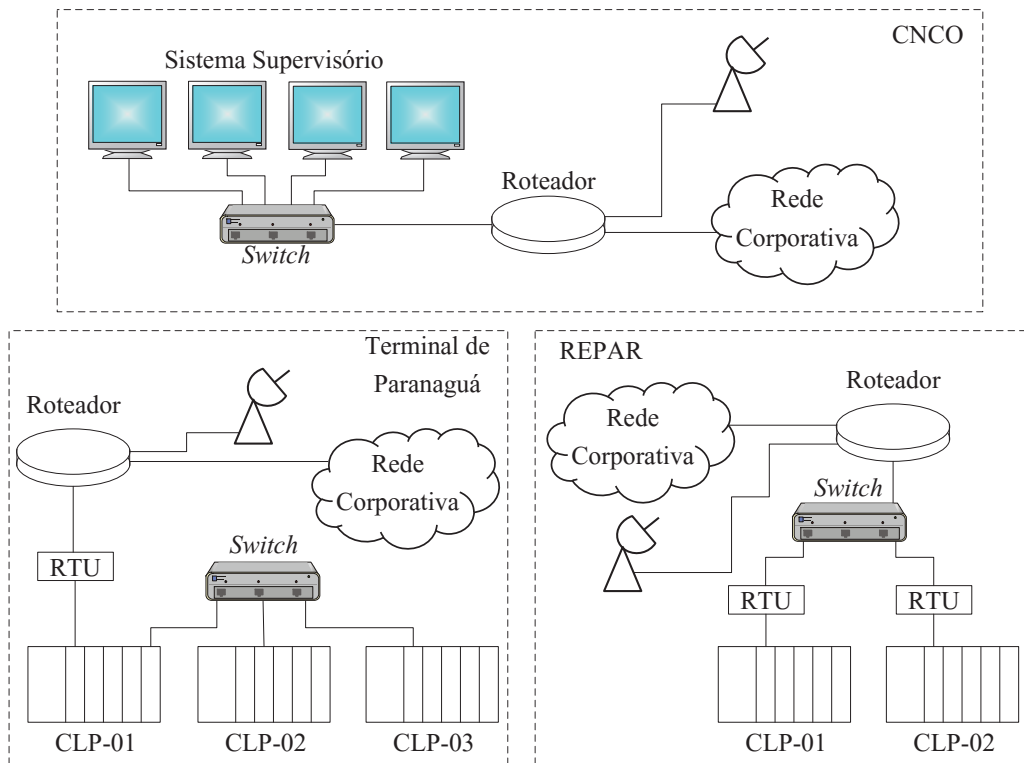 CNCO
Sistema Supervisório
Roteador
Rede
Corporativa
Switch
Terminal de
Paranaguá
Roteador
Rede
Corporativa
Switch
RTU
CLP-01
CLP-02
CLP-03
REPAR
Roteador
Rede
Corporativa
Switch
RTU
RTU
CLP-01
CLP-02